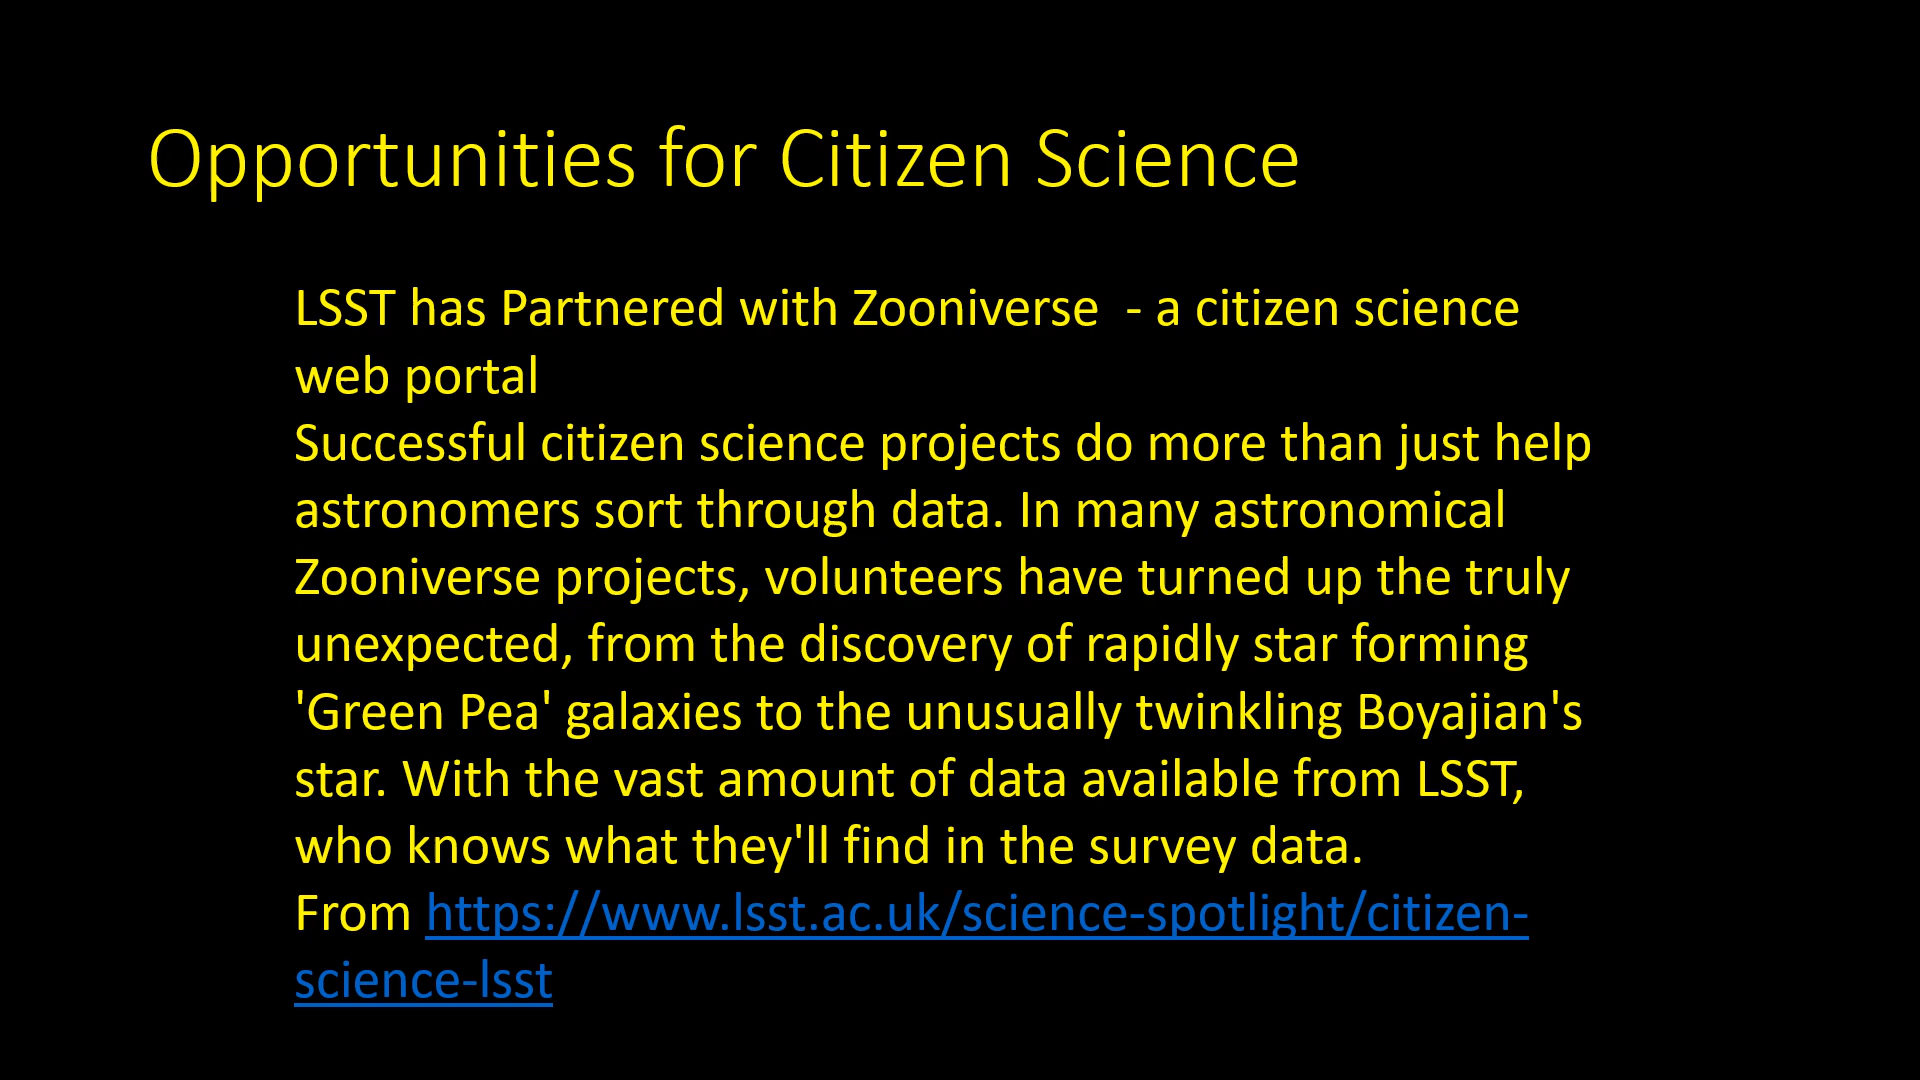 Opportunities for Citizen Science
LSST has Partnered with Zooniverse  - a citizen science
web portal
Successful citizen science projects do more than just help
astronomers sort through data. In many astronomical
Zooniverse projects, volunteers have turned up the truly
unexpected, from the discovery of rapidly star forming
'Green Pea' galaxies to the unusually twinkling Boyajian's
star. With the vast amount of data available from LSST,
who knows what they'll find in the survey data.
From https://www.lsst.ac.uk/science-spotlight/citizen-
science-lsst